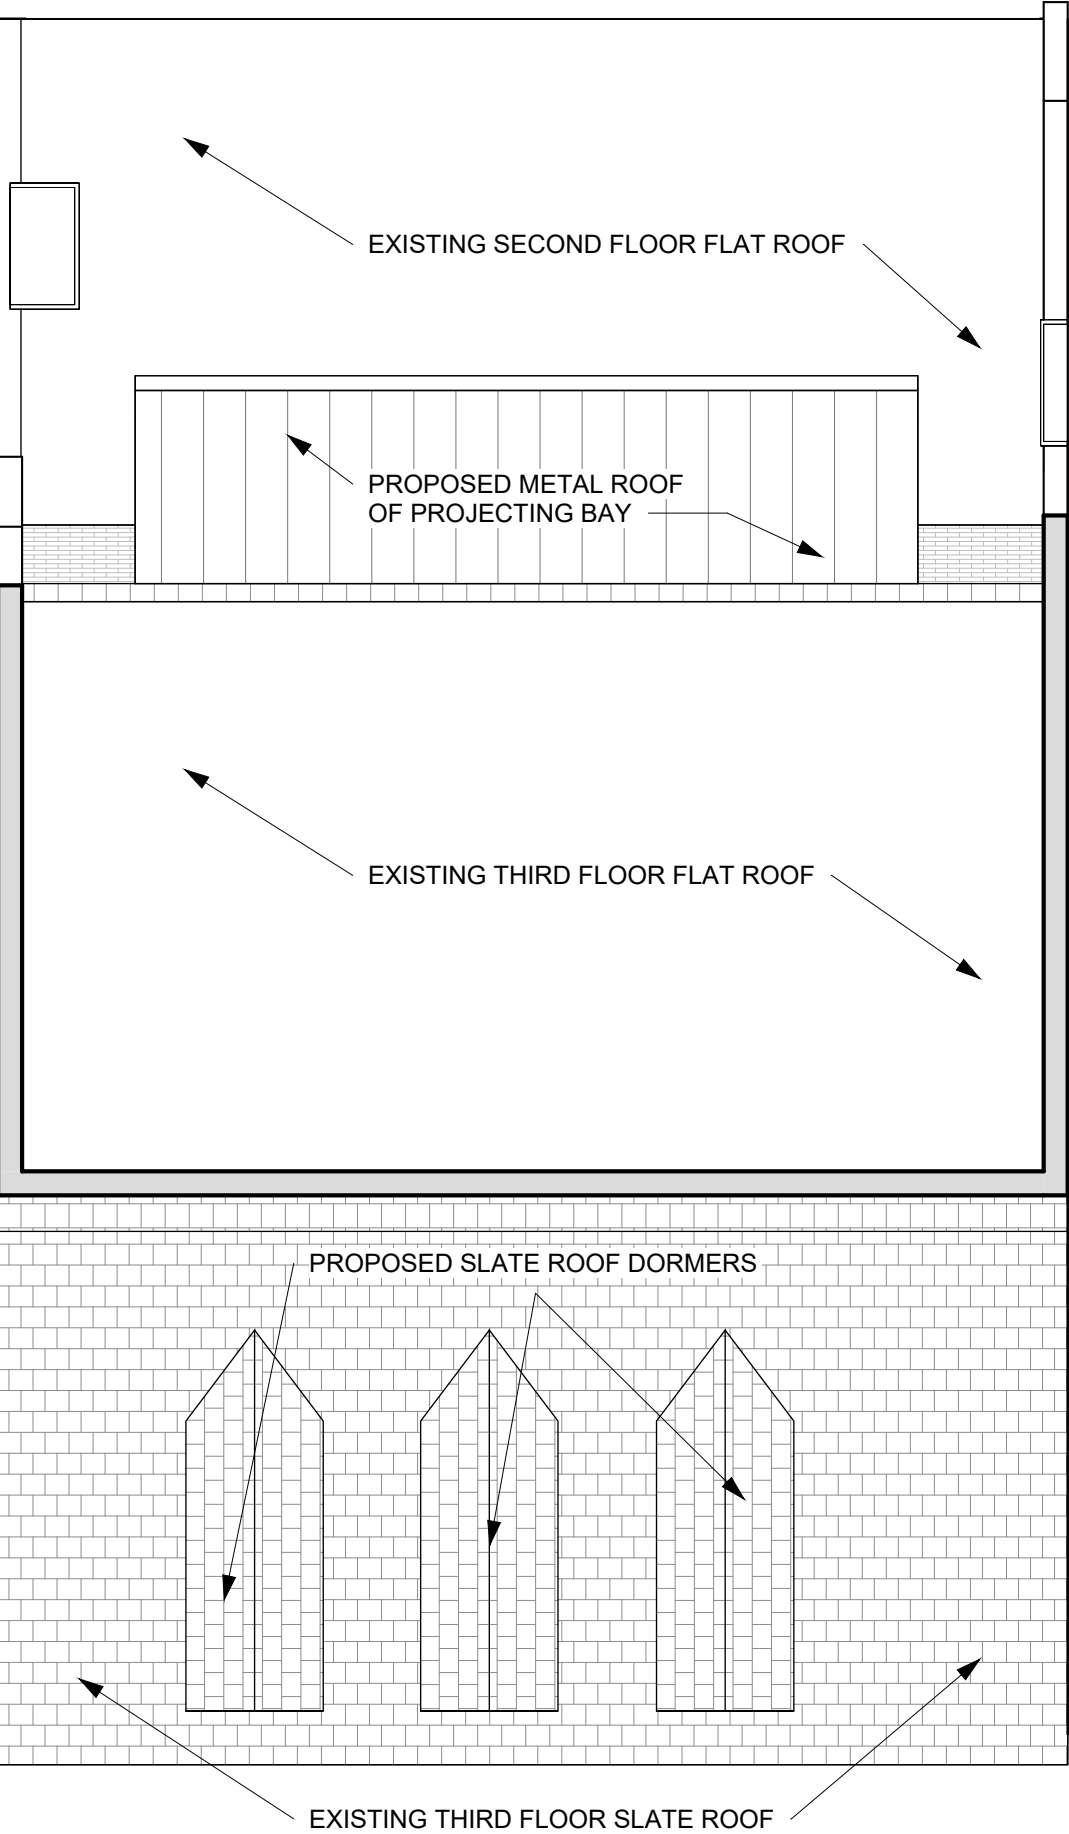 EXISTING SECOND FLOOR FLAT ROOF
PROPOSED METAL ROOF
OF PROJECTING BAY
EXISTING THIRD FLOOR FLAT ROOF
PROPOSED SLATE ROOF DORMERS
EXISTING THIRD FLOOR SLATE ROOF